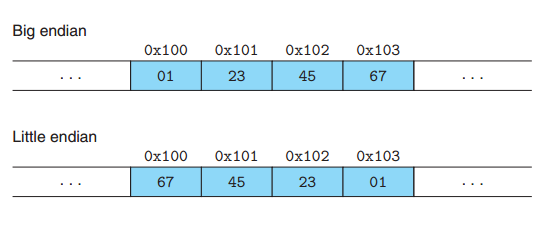 Big endian
0x100 0x101 0x102 0x103
... 01 23 45 67 ...
Little endian
0x100 0x101 0x102 0x103
... 67 45 23 01 ...